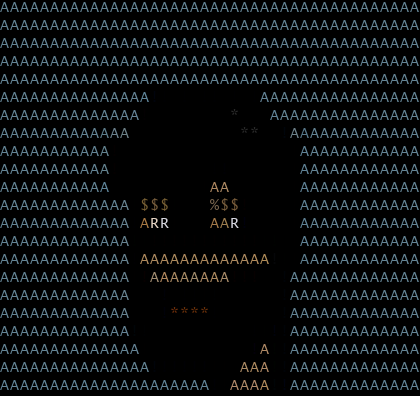 AAAAAAAAAAAAAAAAAAAAAAAAAAAAAAAAAAAAAAAAAA
AAAAAAAAAAAAAAAAAAAAAAAAAAAAAAAAAAAAAAAAAA
AAAAAAAAAAAAAAAAAAAAAAAAAAAAAAAAAAAAAAAAAA
AAAAAAAAAAAAAAAAAAAAAAAAAAAAAAAAAAAAAAAAAA
AAAAAAAAAAAAAAAAAAAAAAAAAAAAAAAAAAAAAAAAAA
AAAAAAAAAAAAAAA           AAAAAAAAAAAAAAAA
AAAAAAAAAAAAAA         ☆   AAAAAAAAAAAAAAA
AAAAAAAAAAAAA           ☆☆   AAAAAAAAAAAAA
AAAAAAAAAAA                   AAAAAAAAAAAA
AAAAAAAAAAA                   AAAAAAAAAAAA
AAAAAAAAAAA          AA       AAAAAAAAAAAA
AAAAAAAAAAAAA $$$    %$$      AAAAAAAAAAAA
AAAAAAAAAAAAA ARR    AAR      AAAAAAAAAAAA
AAAAAAAAAAAAA                 AAAAAAAAAAAA
AAAAAAAAAAAAA AAAAAAAAAAAAA   AAAAAAAAAAAA
AAAAAAAAAAAAA  AAAAAAAA      AAAAAAAAAAAAA
AAAAAAAAAAAAA                AAAAAAAAAAAAA
AAAAAAAAAAAAA    ☆☆☆☆        AAAAAAAAAAAAA
AAAAAAAAAAAAA                AAAAAAAAAAAAA
AAAAAAAAAAAAAA            A  AAAAAAAAAAAAA
AAAAAAAAAAAAAAA         AAA  AAAAAAAAAAAAA
AAAAAAAAAAAAAAAAAAAAA  AAAA  AAAAAAAAAAAAA